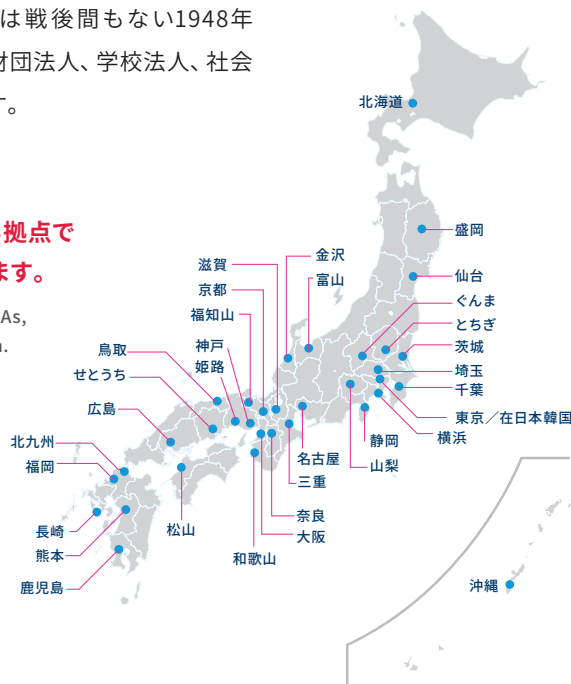 は戦後間もない1948年
財団法人、学校法人、社会
す。
拠点で
ます。
As,
北海道
盛岡
仙台
ぐんま
とちぎ
茨城
埼玉
千葉
東京／在日本韓国
横浜
静岡
山梨
名古屋
三重
奈良
大阪
和歌山
金沢
富山
滋賀
京都
福知山
神戸
姫路
鳥取
せとうち
広島
北九州
福岡
長崎
熊本
鹿児島
松山
沖縄